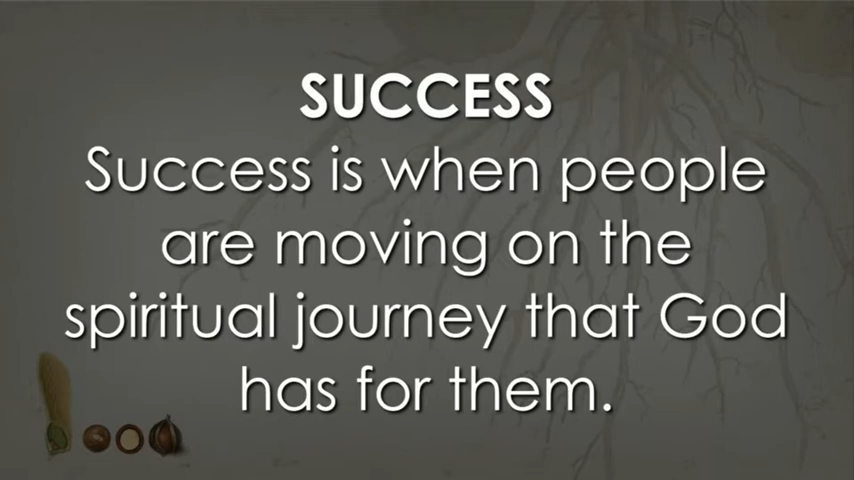 SUCCESS
Success is when people
are moving on the
spiritual journey that God
has for them.